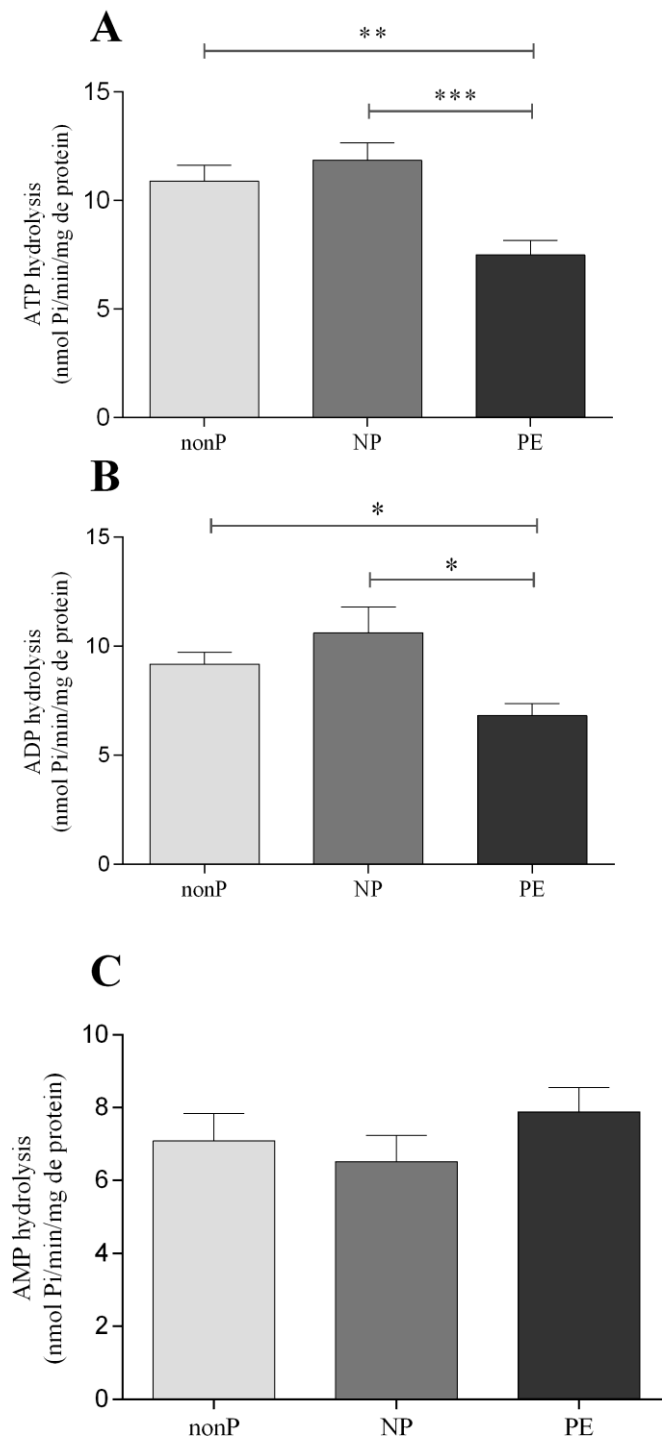 A
**
***
15
10
5
0
ATP hydrolysis
(nmol Pi/min/mg de protein)
nonP NP PE
B
*
*
15
10
5
0
ADP hydrolysis
(nmol Pi/min/mg de protein)
nonP NP PE
C
10
8
6
4
2
0
AMP hydrolysis
(nmol Pi/min/mg de protein)
nonP NP PE